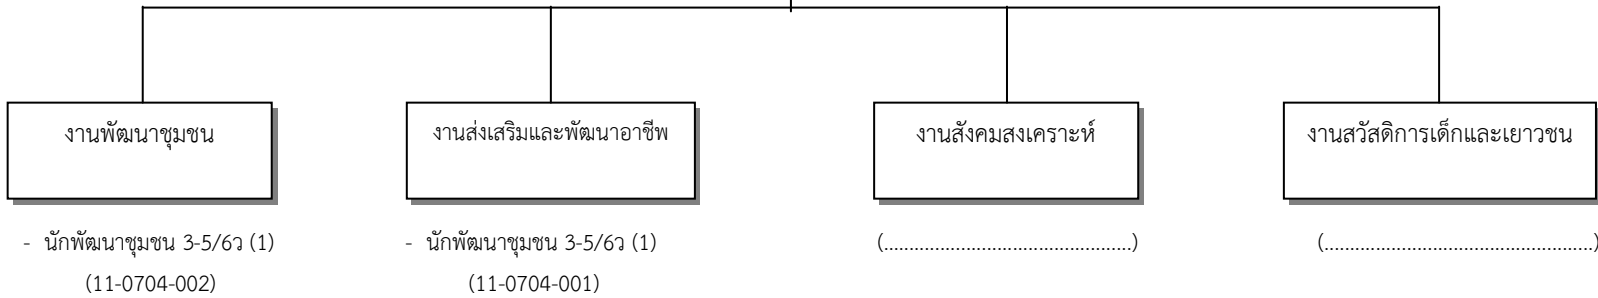 งานพัฒนาชุมชน
งานส่งเสริมและพัฒนาอาชีพ
งานสังคมสงเคราะห์
งานสวัสดิการเด็กและเยาวชน
- นักพัฒนาชุมชน 3-5/6ว (1)
(11-0704-002)
- นักพัฒนาชุมชน 3-5/6ว (1)
(11-0704-001)
(............................................)
(................................................)